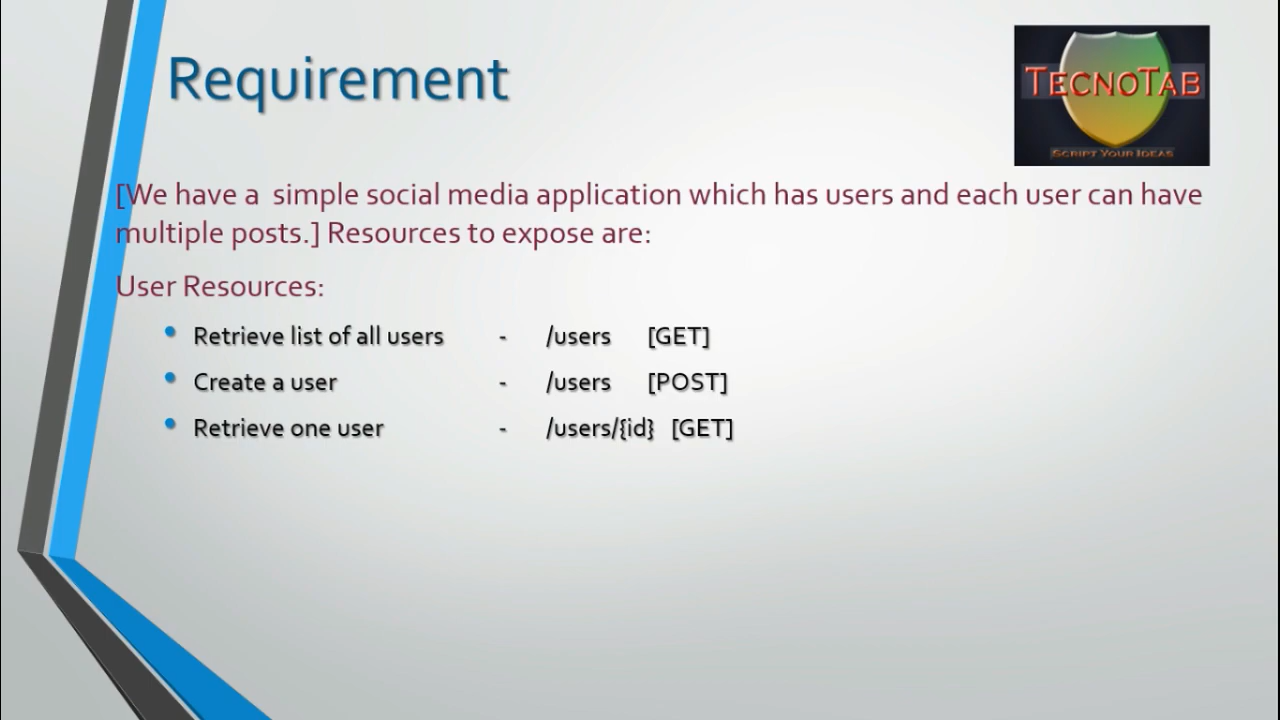 Requirement
TECNOTAB
SCRIPT YOUR IDEAS
[We have a  simple social media application which has users and each user can have
multiple posts.] Resources to expose are:
User Resources:
• Retrieve list of all users - /users [GET]
• Create a user - /users [POST]
• Retrieve one user - /users/{id} [GET]